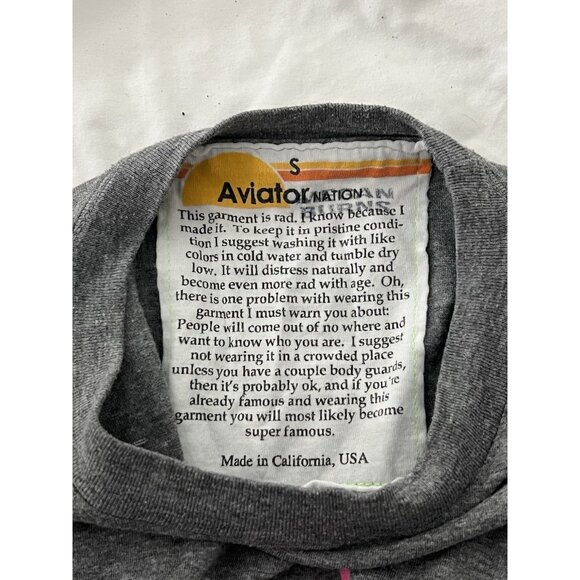 S
Aviator NATION
BURNS
This garment is rad. I know because I
made it. To keep it in pristine condi-
tion I suggest washing it with like
colors in cold water and tumble dry
low. It will distress naturally and
become even more rad with age. Oh,
there is one problem with wearing this
garment I must warn you about:
People will come out of no where and
want to know who you are. I suggest
not wearing it in a crowded place
unless you have a couple body guards,
then it's probably ok, and if you're
already famous and wearing this
garment you will most likely become
super famous.
Made in California, USA